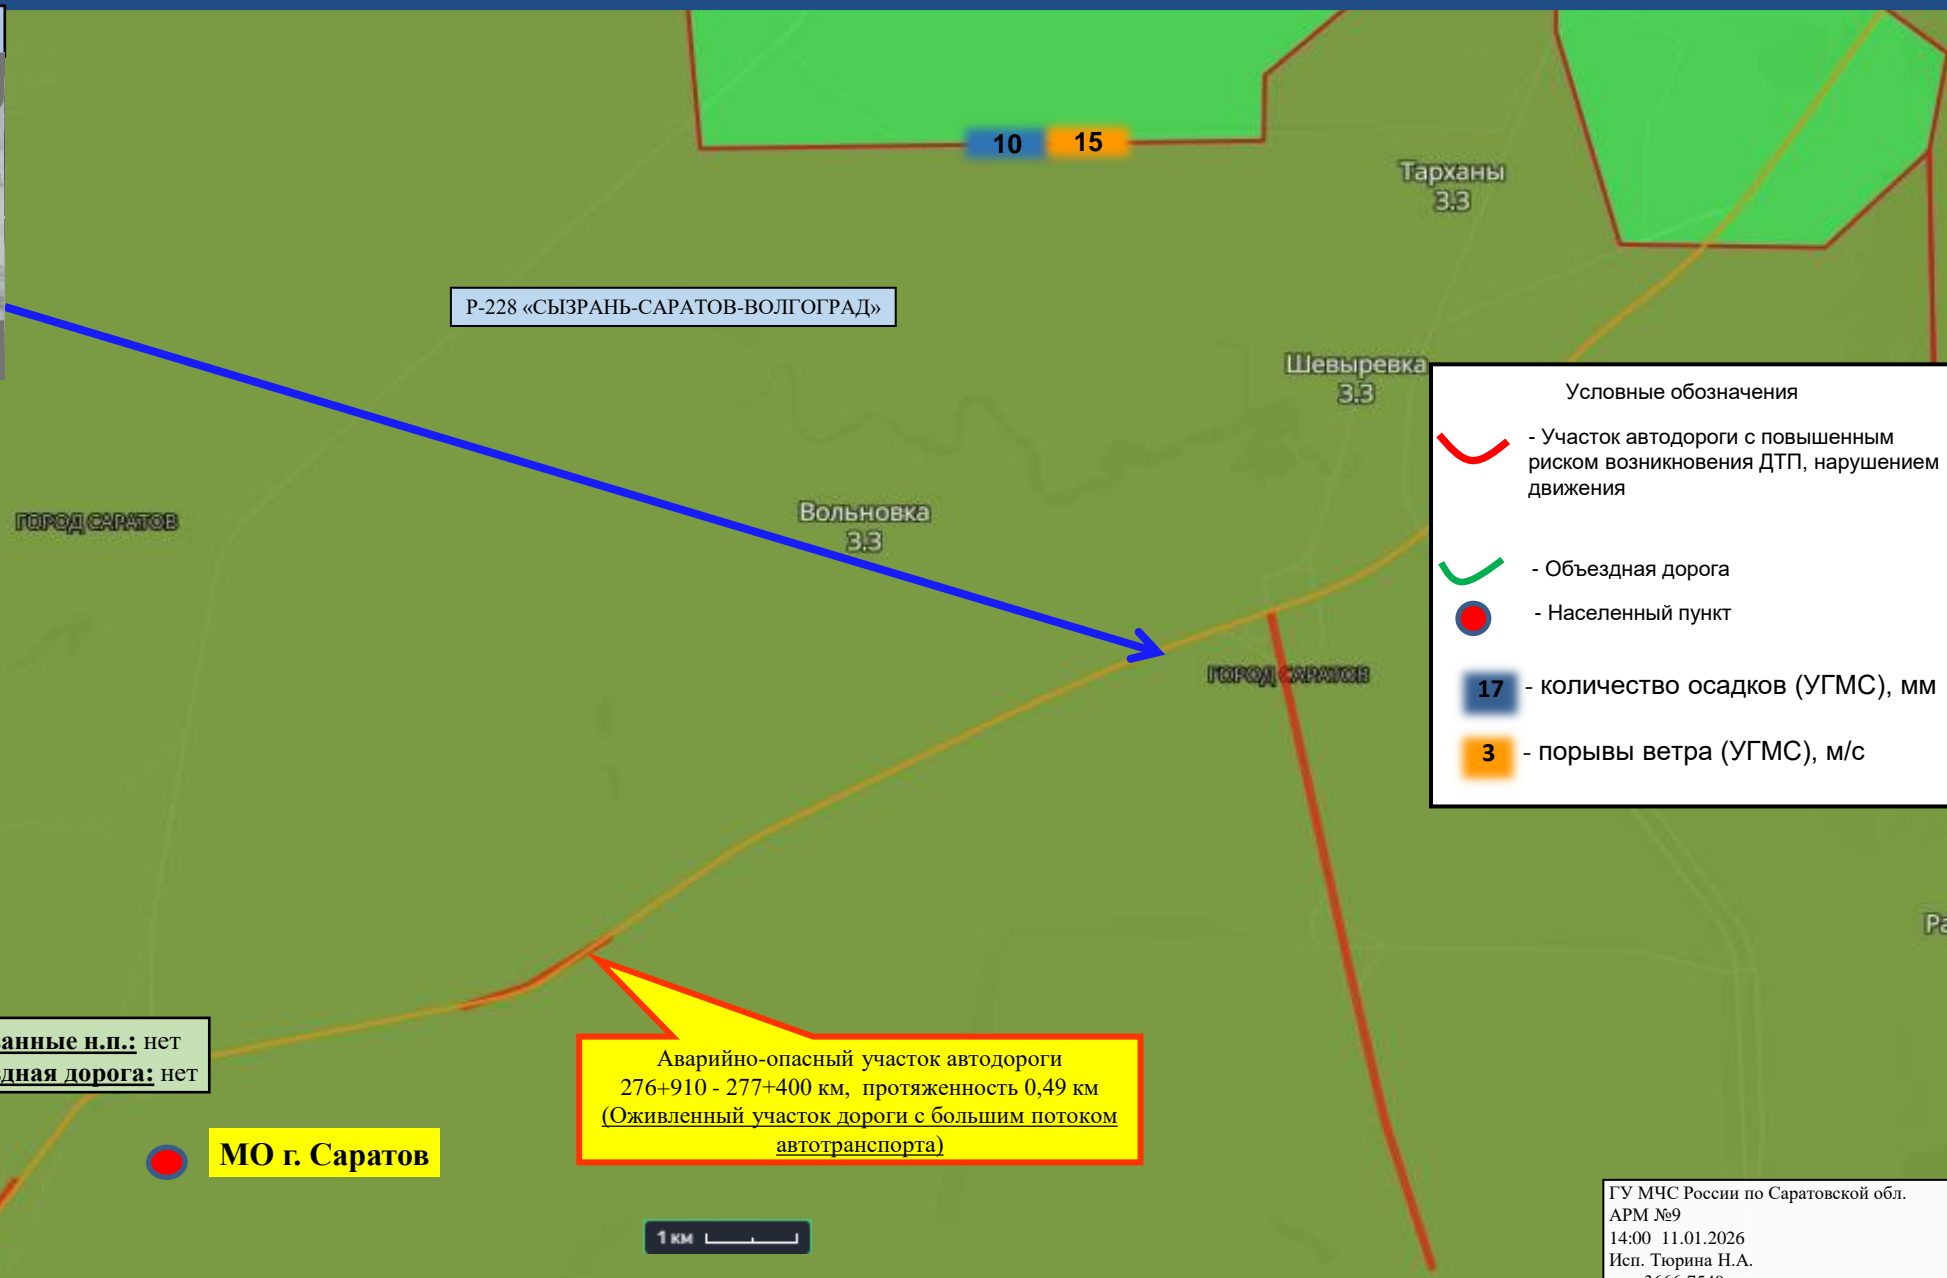 10 15
Тарханы
3.3
Р-228 «СЫЗРАНЬ-САРАТОВ-ВОЛГОГРАД»
Шевыревка
3.3
Условные обозначения
- Участок автодороги с повышенным
риском возникновения ДТП, нарушением
движения
ГОРОД САРАТОВ
Вольновка
3.3
- Объездная дорога
- Населенный пункт
ГОРОД САРАТОВ
17 - количество осадков (УГМС), мм
3 - порывы ветра (УГМС), м/с
нет
дорога: нет
Аварийно-опасный участок автодороги
276+910 - 277+400 км, протяженность 0,49 км
(Оживленный участок дороги с большим потоком
автотранспорта)
МО г. Саратов
1 км
ГУ МЧС России по Саратовской обл.
АРМ №9
14:00 11.01.2026
Исп. Тюрина Н.А.